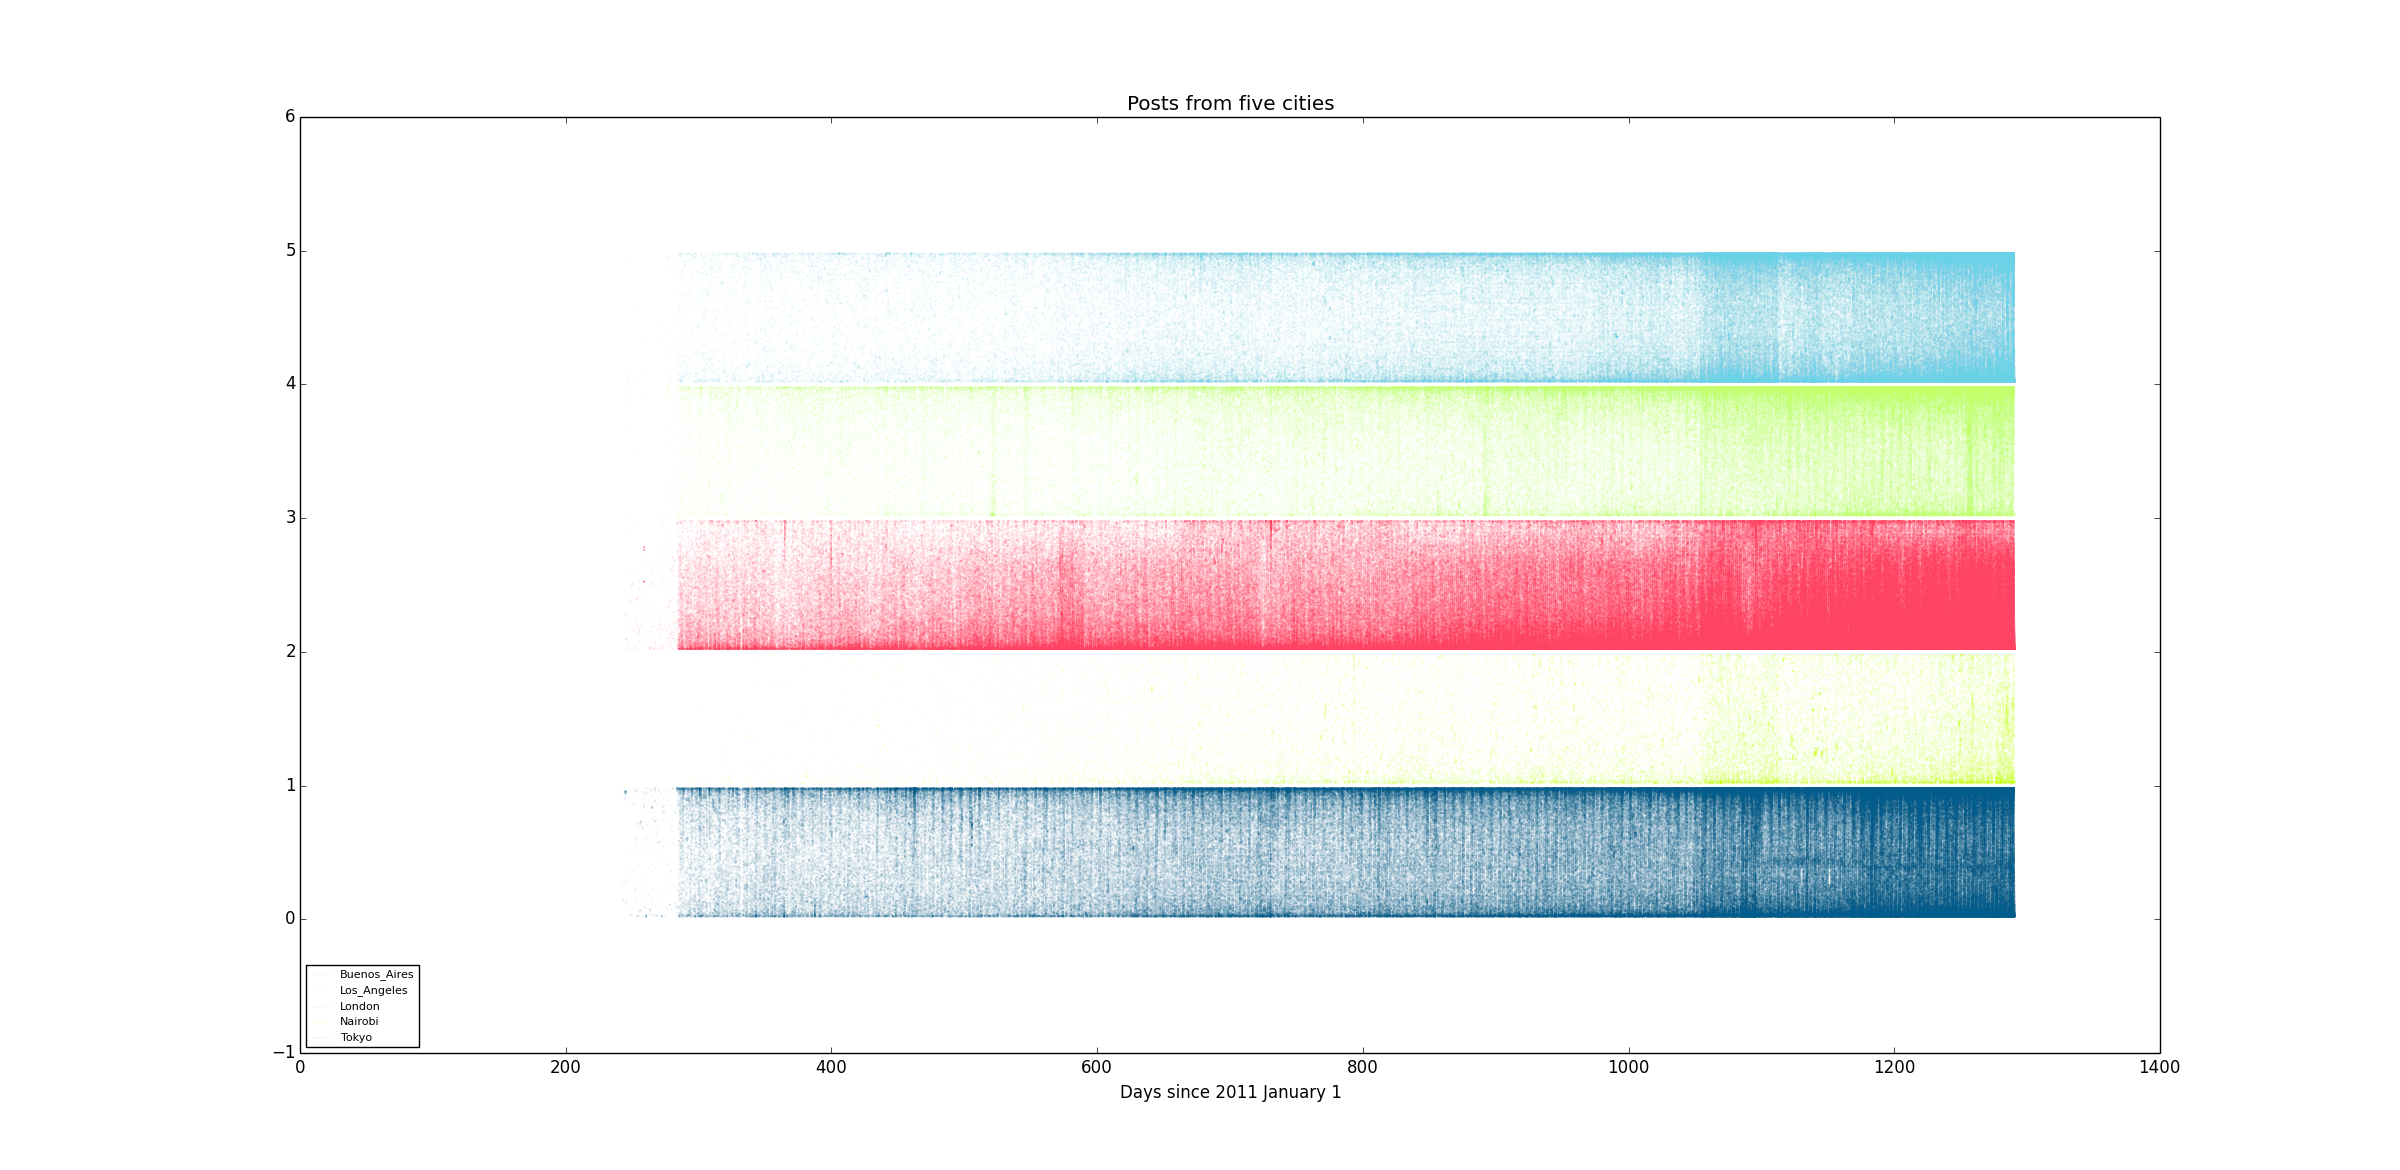 Posts from five cities
6
5
4
3
2
1
0
−1
Buenos_Aires
Los_Angeles
London
Nairobi
Tokyo
0 200 400 600 800 1000 1200 1400
Days since 2011 January 1